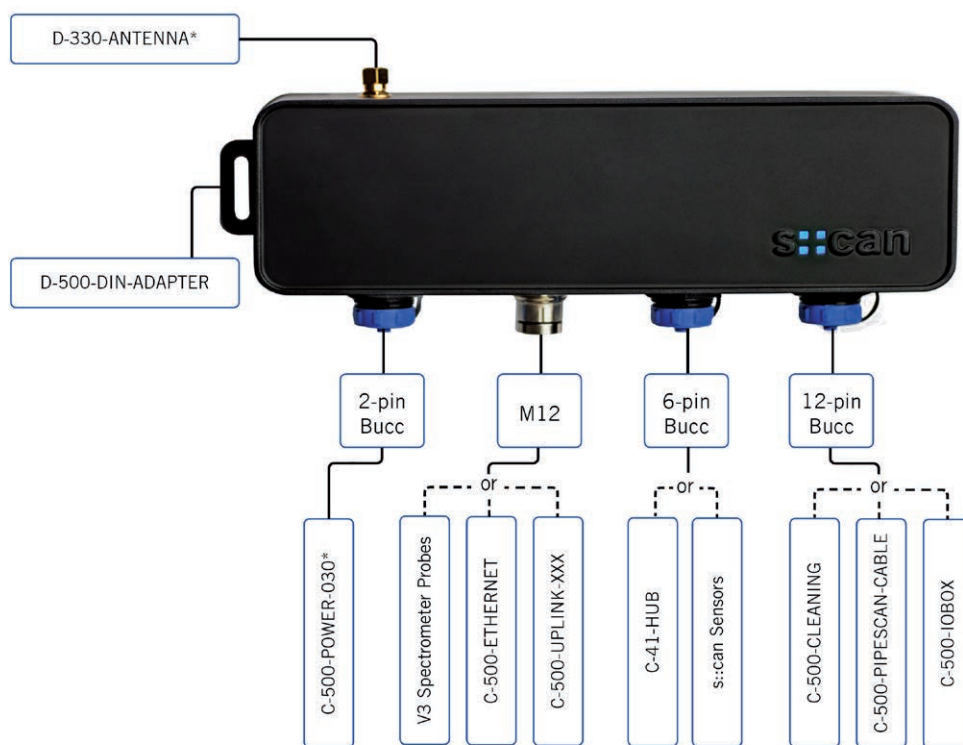 D-330-ANTENNA*
s::can
D-500-DIN-ADAPTER
2-pin
Bucc
M12
6-pin
Bucc
12-pin
Bucc
or
or
or
C-500-POWER-030*
V3 Spectrometer Probes
C-500-ETHERNET
C-500-UPLINK-XXX
C-41-HUB
s::can Sensors
C-500-CLEANING
C-500-PIPESCAN-CABLE
C-500-IOBOX